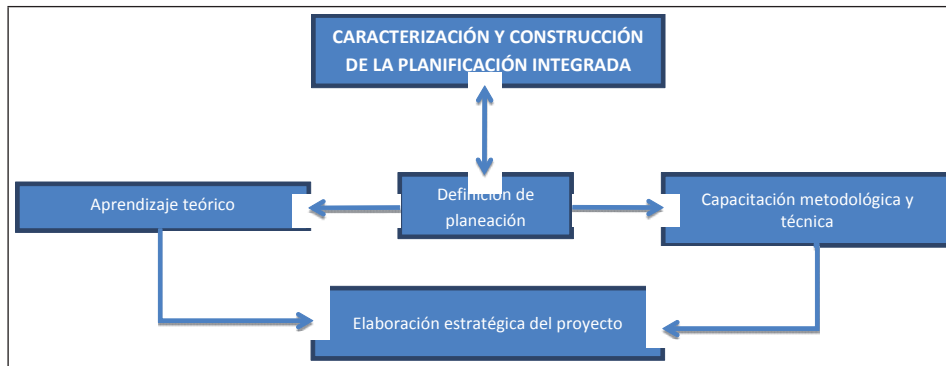 CARACTERIZACIÓN Y CONSTRUCCIÓN
DE LA PLANIFICACIÓN INTEGRADA
Aprendizaje teórico
Definición de
planeación
Capacitación metodológica y
técnica
Elaboración estratégica del proyecto